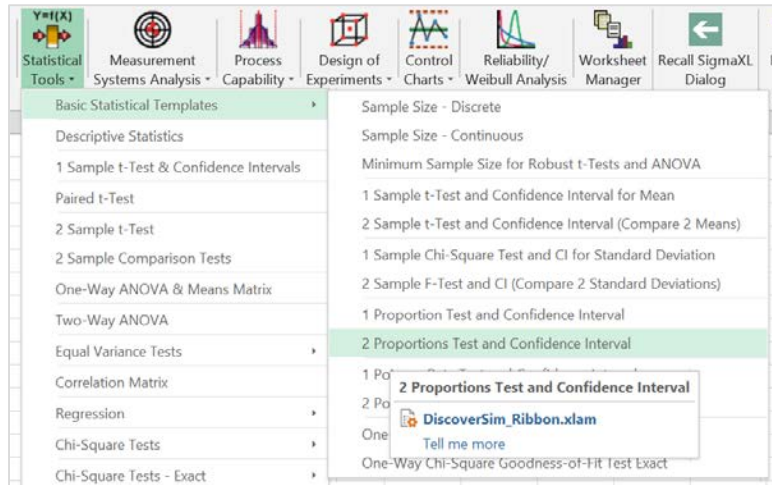 Y=f(X)
Statistical Tools
Measurement Systems Analysis
Process Capability
Design of Experiments
Control Charts
Reliability/ Weibull Analysis
Worksheet Manager
Recall SigmaXL Dialog
Basic Statistical Templates
Descriptive Statistics
1 Sample t-Test & Confidence Intervals
Paired t-Test
2 Sample t-Test
2 Sample Comparison Tests
One-Way ANOVA & Means Matrix
Two-Way ANOVA
Equal Variance Tests
Correlation Matrix
Regression
Chi-Square Tests
Chi-Square Tests - Exact
Sample Size - Discrete
Sample Size - Continuous
Minimum Sample Size for Robust t-Tests and ANOVA
1 Sample t-Test and Confidence Interval for Mean
2 Sample t-Test and Confidence Interval (Compare 2 Means)
1 Sample Chi-Square Test and CI for Standard Deviation
2 Sample F-Test and CI (Compare 2 Standard Deviations)
1 Proportion Test and Confidence Interval
2 Proportions Test and Confidence Interval
1 Po
2 Po
One
One-Way Chi-Square Goodness-of-Fit Test Exact
2 Proportions Test and Confidence Interval
DiscoverSim_Ribbon.xlam
Tell me more